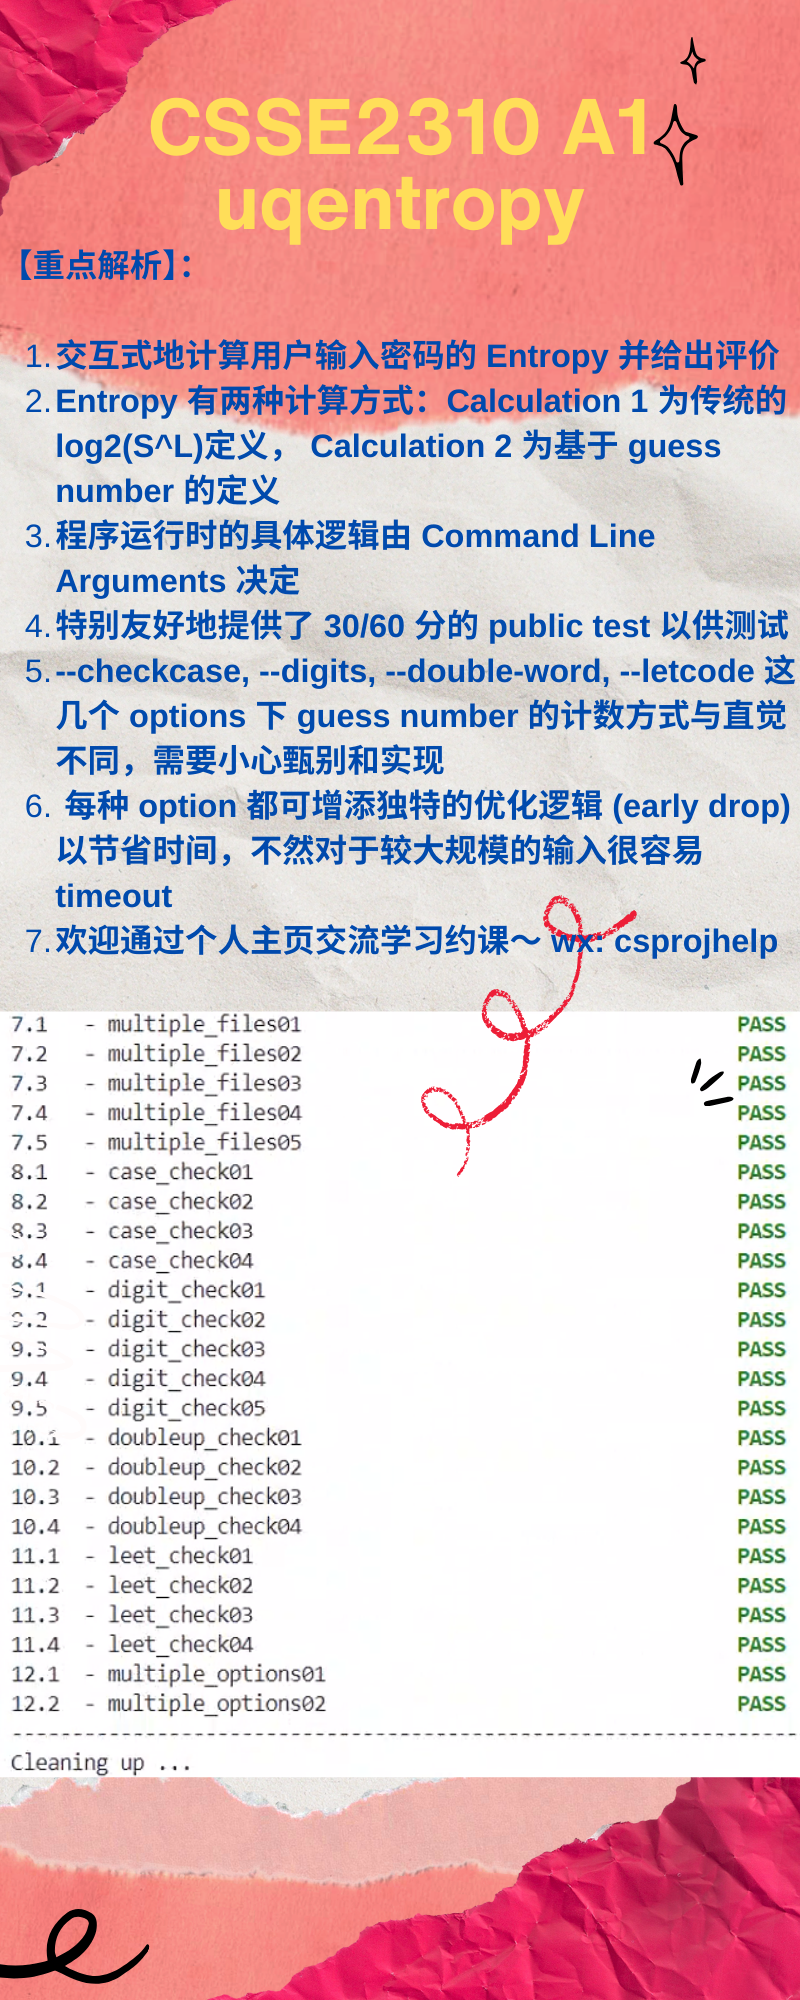 CSSE2310 A1
uqentropy
【重点解析】：
1. 交互式地计算用户输入密码的 Entropy 并给出评价
2. Entropy 有两种计算方式：Calculation 1 为传统的
log2(S^L)定义， Calculation 2 为基于 guess
number 的定义
3. 程序运行时的具体逻辑由 Command Line
Arguments 决定
4. 特别友好地提供了 30/60 分的 public test 以供测试
5. --checkcase, --digits, --double-word, --letcode 这
几个 options 下 guess number 的计数方式与直觉
不同，需要小心甄别和实现
6. 每种 option 都可增添独特的优化逻辑 (early drop)
以节省时间，不然对于较大规模的输入很容易
timeout
7. 欢迎通过个人主页交流学习约课～ wx: csprojhelp
7.1 - multiple_files01 PASS
7.2 - multiple_files02 PASS
7.3 - multiple_files03 PASS
7.4 - multiple_files04 PASS
7.5 - multiple_files05 PASS
8.1 - case_check01 PASS
8.2 - case_check02 PASS
8.3 - case_check03 PASS
8.4 - case_check04 PASS
9.1 - digit_check01 PASS
9.2 - digit_check02 PASS
9.3 - digit_check03 PASS
9.4 - digit_check04 PASS
9.5 - digit_check05 PASS
10.1 - doubleup_check01 PASS
10.2 - doubleup_check02 PASS
10.3 - doubleup_check03 PASS
10.4 - doubleup_check04 PASS
11.1 - leet_check01 PASS
11.2 - leet_check02 PASS
11.3 - leet_check03 PASS
11.4 - leet_check04 PASS
12.1 - multiple_options01 PASS
12.2 - multiple_options02 PASS
-----------------------------------------------------------------
Cleaning up ...